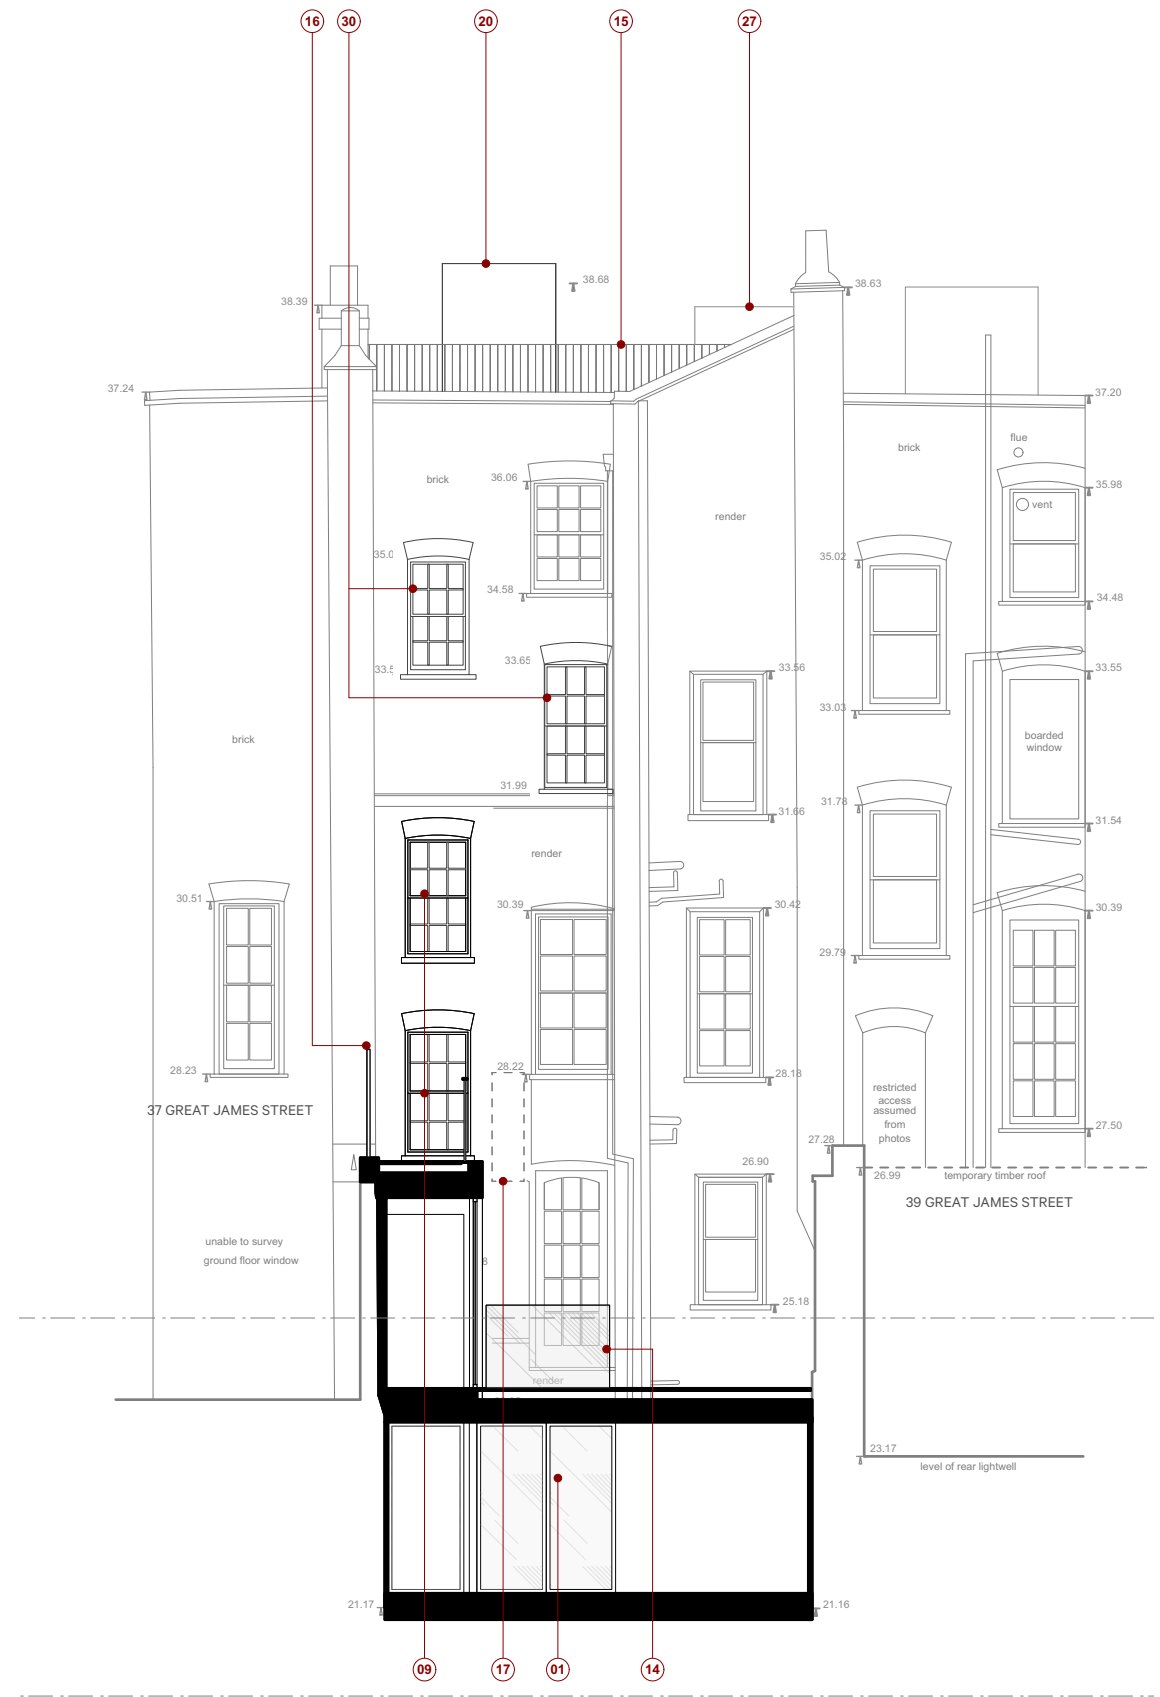 16 30 20 15 27
38.68
38.63
38.39
37.24
37.20
flue
brick
brick
36.06
35.98
vent
render
35.0
35.02
34.58
34.48
33.65
33.56
33.55
33.5
33.03
brick
boarded
window
31.99
31.78
31.66
31.54
render
30.51
30.39
30.42
30.39
29.79
28.23
28.22
28.18
restricted
access
assumed
from
photos
37 GREAT JAMES STREET
27.50
27.28
26.90
26.99
temporary timber roof
39 GREAT JAMES STREET
unable to survey
ground floor window
8
25.18
render
23.17
level of rear lightwell
21.17
21.16
09 17 01 14